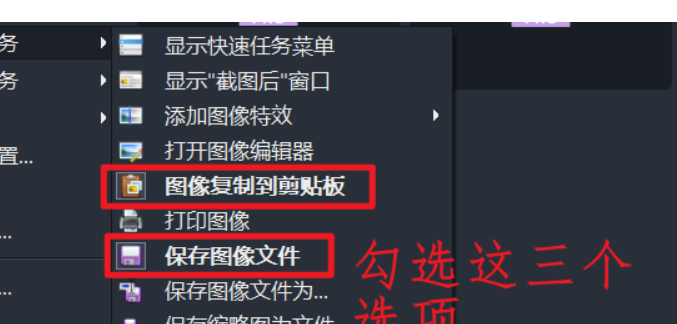 务
显示快速任务菜单
务
显示"截图后"窗口
添加图像特效
置...
打开图像编辑器
图像复制到剪贴板
打印图像
...
保存图像文件
勾选这三个
...
保存图像文件为...
选项
保存缩略图为文件